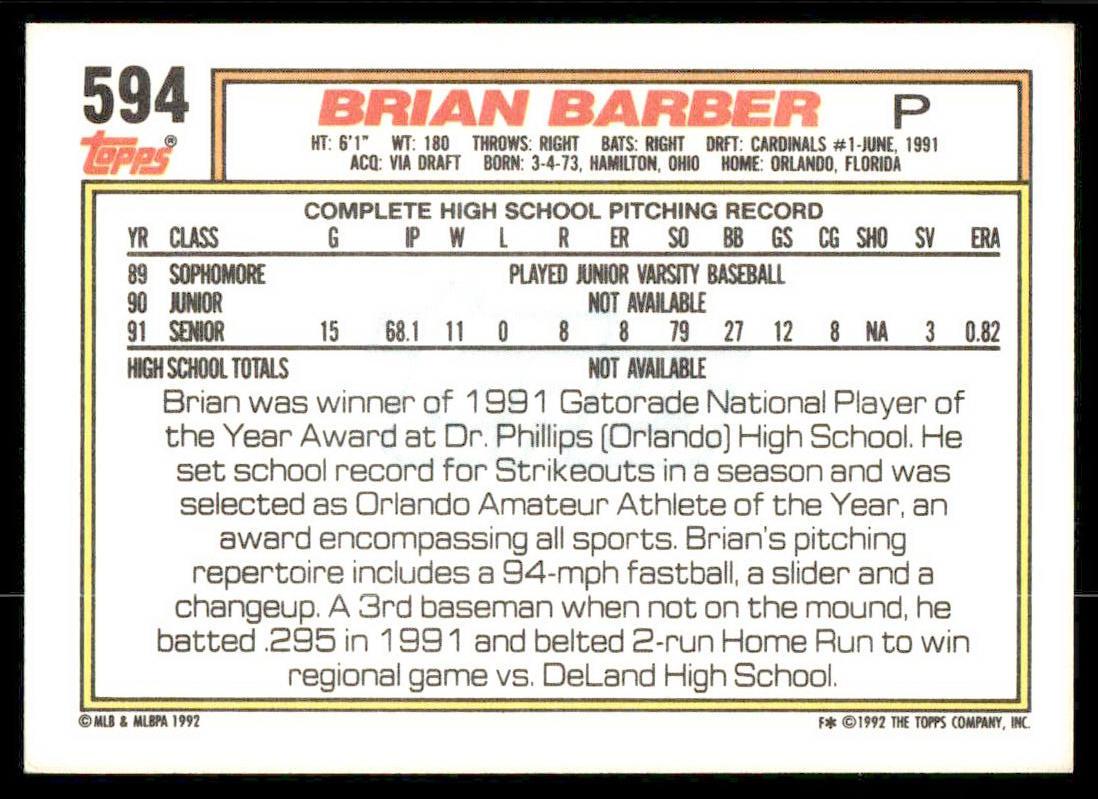 594
Topps®
BRIAN BARBER P
HT: 6'1" WT: 180 THROWS: RIGHT BATS: RIGHT DRFT: CARDINALS #1-JUNE, 1991
ACQ: VIA DRAFT BORN: 3-4-73, HAMILTON, OHIO HOME: ORLANDO, FLORIDA
COMPLETE HIGH SCHOOL PITCHING RECORD
YR CLASS G IP W L R ER SO BB GS CG SHO SV ERA
89 SOPHOMORE PLAYED JUNIOR VARSITY BASEBALL
90 JUNIOR NOT AVAILABLE
91 SENIOR 15 68.1 11 0 8 8 79 27 12 8 NA 3 0.82
HIGH SCHOOL TOTALS NOT AVAILABLE
Brian was winner of 1991 Gatorade National Player of
the Year Award at Dr. Phillips (Orlando) High School. He
set school record for Strikeouts in a season and was
selected as Orlando Amateur Athlete of the Year, an
award encompassing all sports. Brian's pitching
repertoire includes a 94-mph fastball, a slider and a
changeup. A 3rd baseman when not on the mound, he
batted .295 in 1991 and belted 2-run Home Run to win
regional game vs. DeLand High School.
© MLB & MLBPA 1992
F* © 1992 THE TOPPS COMPANY, INC.